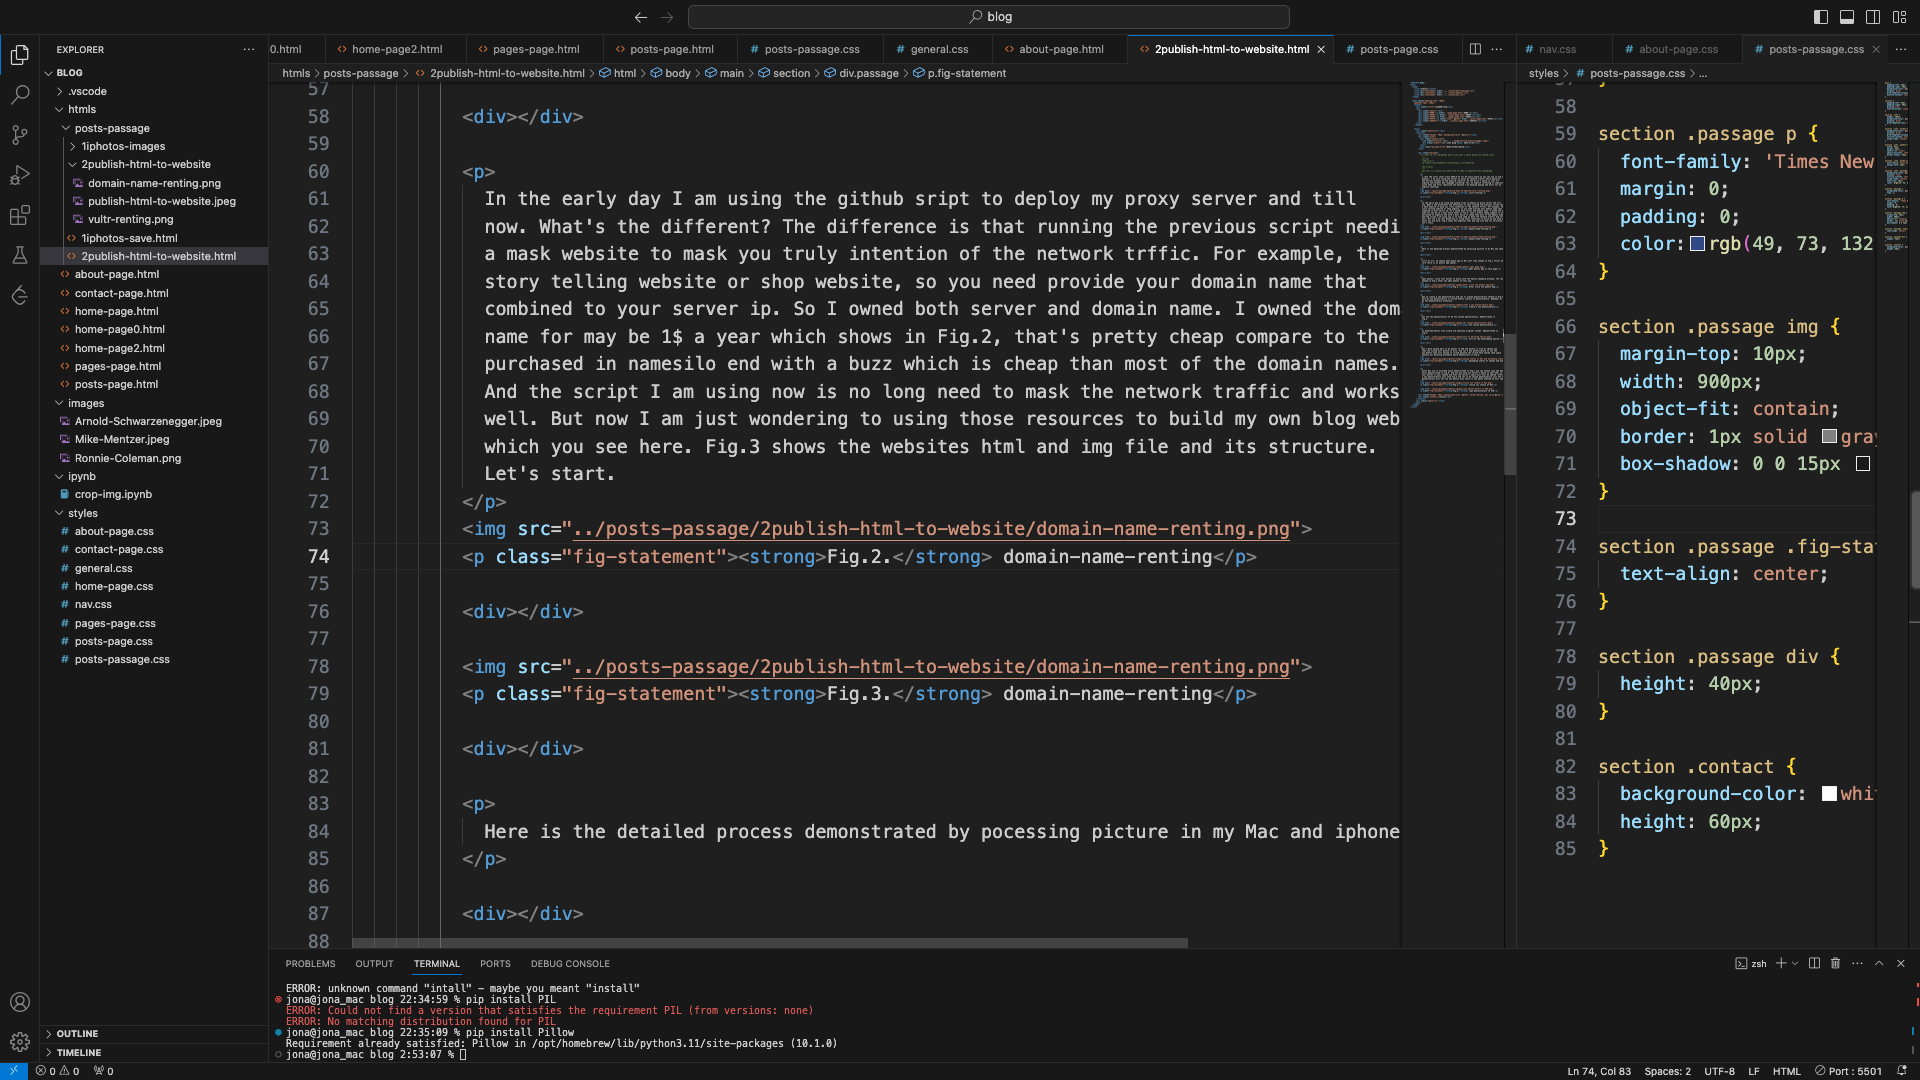 blog
EXPLORER
BLOG
.vscode
htmls
posts-passage
1iphotos-images
2publish-html-to-website
domain-name-renting.png
publish-html-to-website.jpeg
vultr-renting.png
1iphotos-save.html
2publish-html-to-website.html
about-page.html
contact-page.html
home-page.html
home-page0.html
home-page2.html
pages-page.html
posts-page.html
images
Arnold-Schwarzenegger.jpeg
Mike-Mentzer.jpeg
Ronnie-Coleman.png
ipynb
crop-img.ipynb
styles
about-page.css
contact-page.css
general.css
home-page.css
nav.css
pages-page.css
posts-page.css
posts-passage.css
OUTLINE
TIMELINE
0.html home-page2.html pages-page.html posts-page.html posts-passage.css general.css about-page.html 2publish-html-to-website.html posts-page.css
htmls > posts-passage > 2publish-html-to-website.html > html > body > main > section > div.passage > p.fig-statement
57
58 <div></div>
59
60 <p>
61 In the early day I am using the github sript to deploy my proxy server and till
62 now. What's the different? The difference is that running the previous script needi
63 a mask website to mask you truly intention of the network trffic. For example, the
64 story telling website or shop website, so you need provide your domain name that
65 combined to your server ip. So I owned both server and domain name. I owned the dom
66 name for may be 1$ a year which shows in Fig.2, that's pretty cheap compare to the
67 purchased in namesilo end with a buzz which is cheap than most of the domain names.
68 And the script I am using now is no long need to mask the network traffic and works
69 well. But now I am just wondering to using those resources to build my own blog web
70 which you see here. Fig.3 shows the websites html and img file and its structure.
71 Let's start.
72 </p>
73 <img src="../posts-passage/2publish-html-to-website/domain-name-renting.png">
74 <p class="fig-statement"><strong>Fig.2.</strong> domain-name-renting</p>
75
76 <div></div>
77
78 <img src="../posts-passage/2publish-html-to-website/domain-name-renting.png">
79 <p class="fig-statement"><strong>Fig.3.</strong> domain-name-renting</p>
80
81 <div></div>
82
83 <p>
84 Here is the detailed process demonstrated by pocessing picture in my Mac and iphone
85 </p>
86
87 <div></div>
88
nav.css about-page.css posts-passage.css
styles > posts-passage.css > ...
58
59 section .passage p {
60 font-family: 'Times New
61 margin: 0;
62 padding: 0;
63 color: rgb(49, 73, 132
64 }
65
66 section .passage img {
67 margin-top: 10px;
68 width: 900px;
69 object-fit: contain;
70 border: 1px solid gray
71 box-shadow: 0 0 15px
72 }
73
74 section .passage .fig-sta
75 text-align: center;
76 }
77
78 section .passage div {
79 height: 40px;
80 }
81
82 section .contact {
83 background-color: whi
84 height: 60px;
85 }
PROBLEMS OUTPUT TERMINAL PORTS DEBUG CONSOLE
zsh
ERROR: unknown command "intall" - maybe you meant "install"
jona@jona_mac blog 22:34:59 % pip install PIL
ERROR: Could not find a version that satisfies the requirement PIL (from versions: none)
ERROR: No matching distribution found for PIL
jona@jona_mac blog 22:35:09 % pip install Pillow
Requirement already satisfied: Pillow in /opt/homebrew/lib/python3.11/site-packages (10.1.0)
jona@jona_mac blog 2:53:07 %
0 0 0 Ln 74, Col 83 Spaces: 2 UTF-8 LF HTML Port : 5501